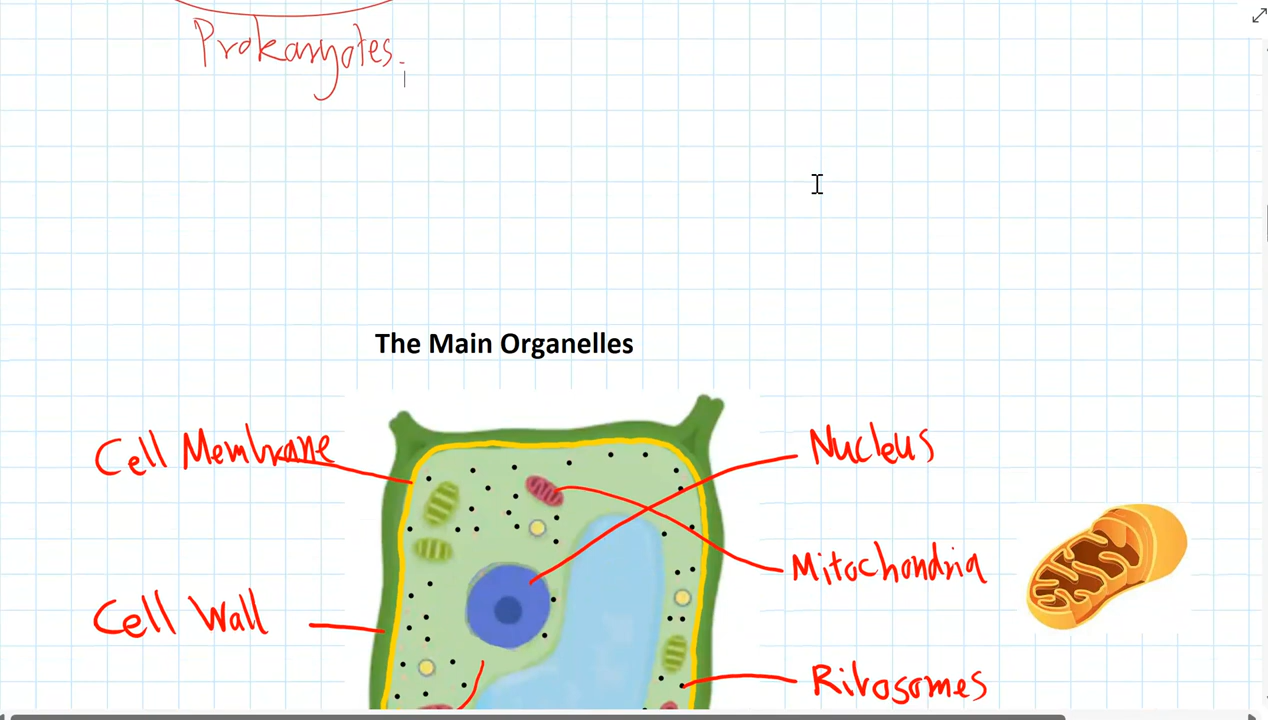 Prokaryotes.
The Main Organelles
Cell Membrane
Nucleus
Mitochondria
Cell Wall
Ribosomes